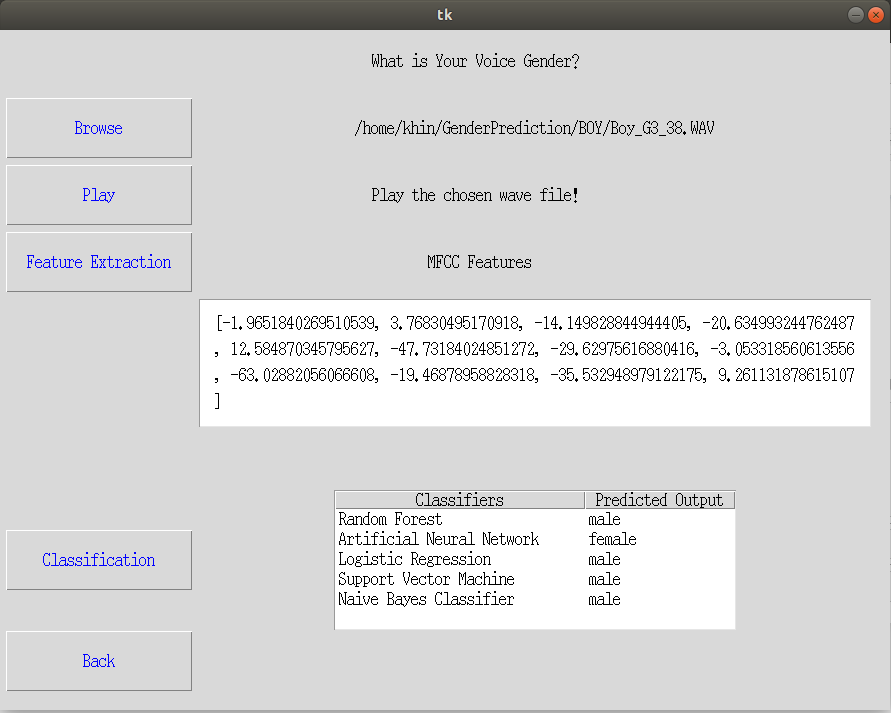 tk
What is Your Voice Gender?
Browse
/home/khin/GenderPrediction/BOY/Boy_G3_38.WAV
Play
Play the chosen wave file!
Feature Extraction
MFCC Features
[-1.9651840269510539, 3.76830495170918, -14.149828844944405, -20.634993244762487
, 12.584870345795627, -47.73184024851272, -29.62975616880416, -3.053318560613556
, -63.02882056066608, -19.46878958828318, -35.532948979122175, 9.261131878615107
]
Classifiers Predicted Output
Random Forest male
Artificial Neural Network female
Logistic Regression male
Support Vector Machine male
Naive Bayes Classifier male
Classification
Back